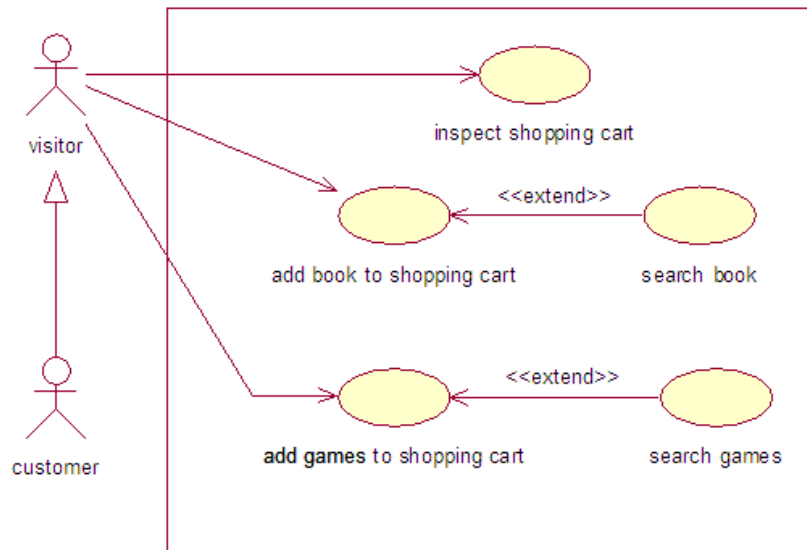 visitor
inspect shopping cart
<<extend>>
add book to shopping cart
search book
<<extend>>
add games to shopping cart
search games
customer